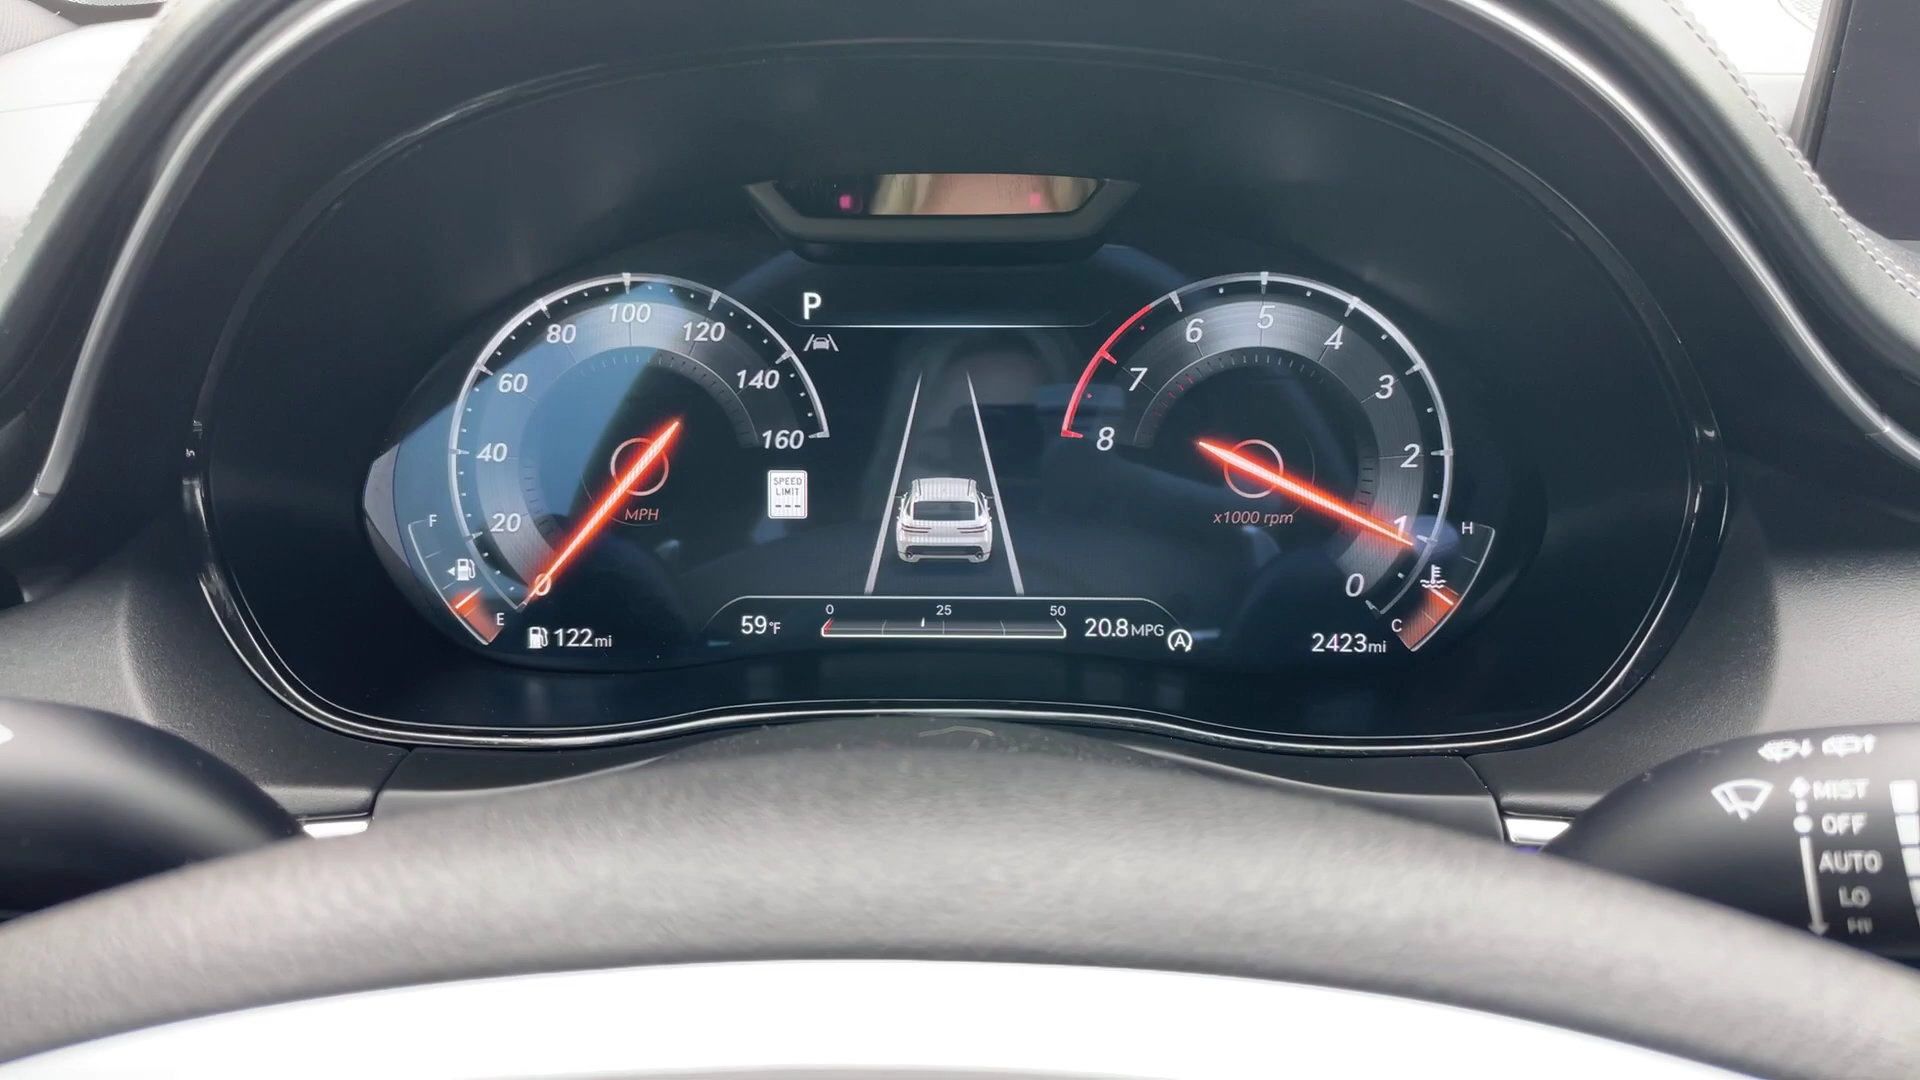 P
100
80
120
60
140
40
160
20
0
MPH
F
E
122mi
SPEED
LIMIT
---
59°F
0 25 50
20.8MPG
A
5
6
4
7
3
8
2
1
0
x1000 rpm
H
C
2423mi
MIST
OFF
AUTO
LO
HI